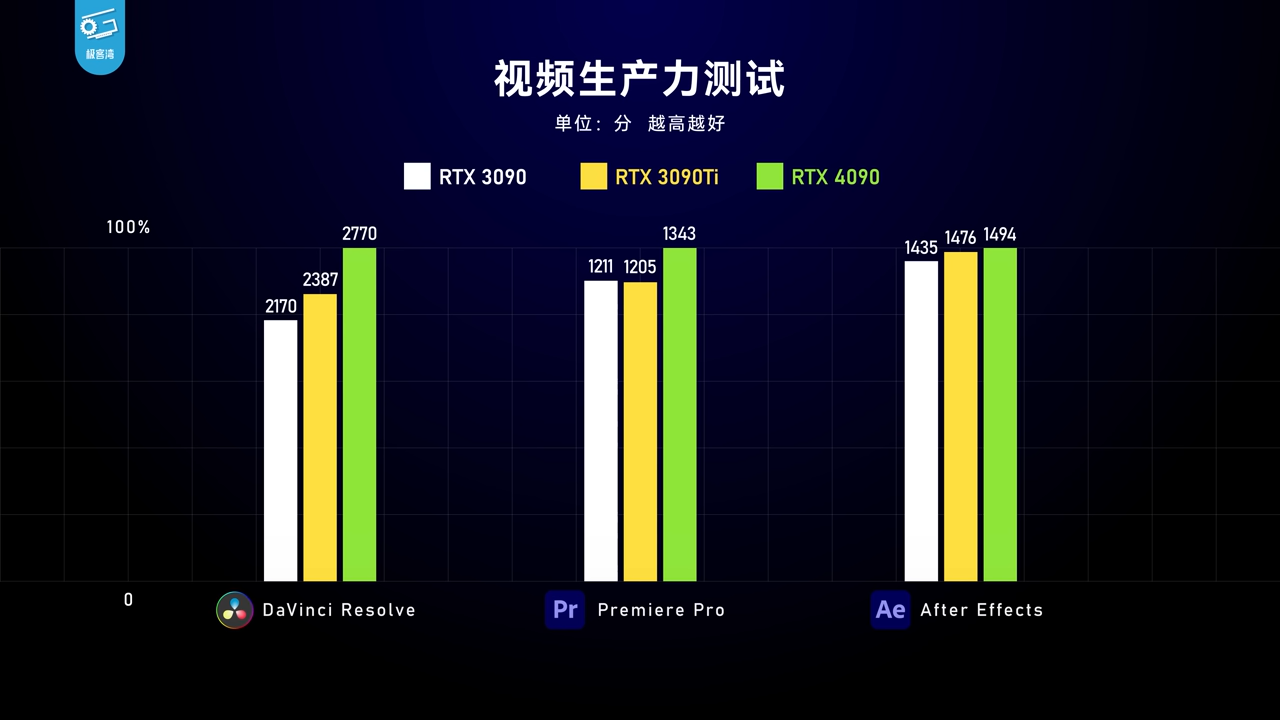 极客湾
视频生产力测试
单位：分 越高越好
RTX 3090 RTX 3090Ti RTX 4090
100%
2170 2387 2770
1211 1205 1343
1435 1476 1494
0
DaVinci Resolve
Pr Premiere Pro
Ae After Effects